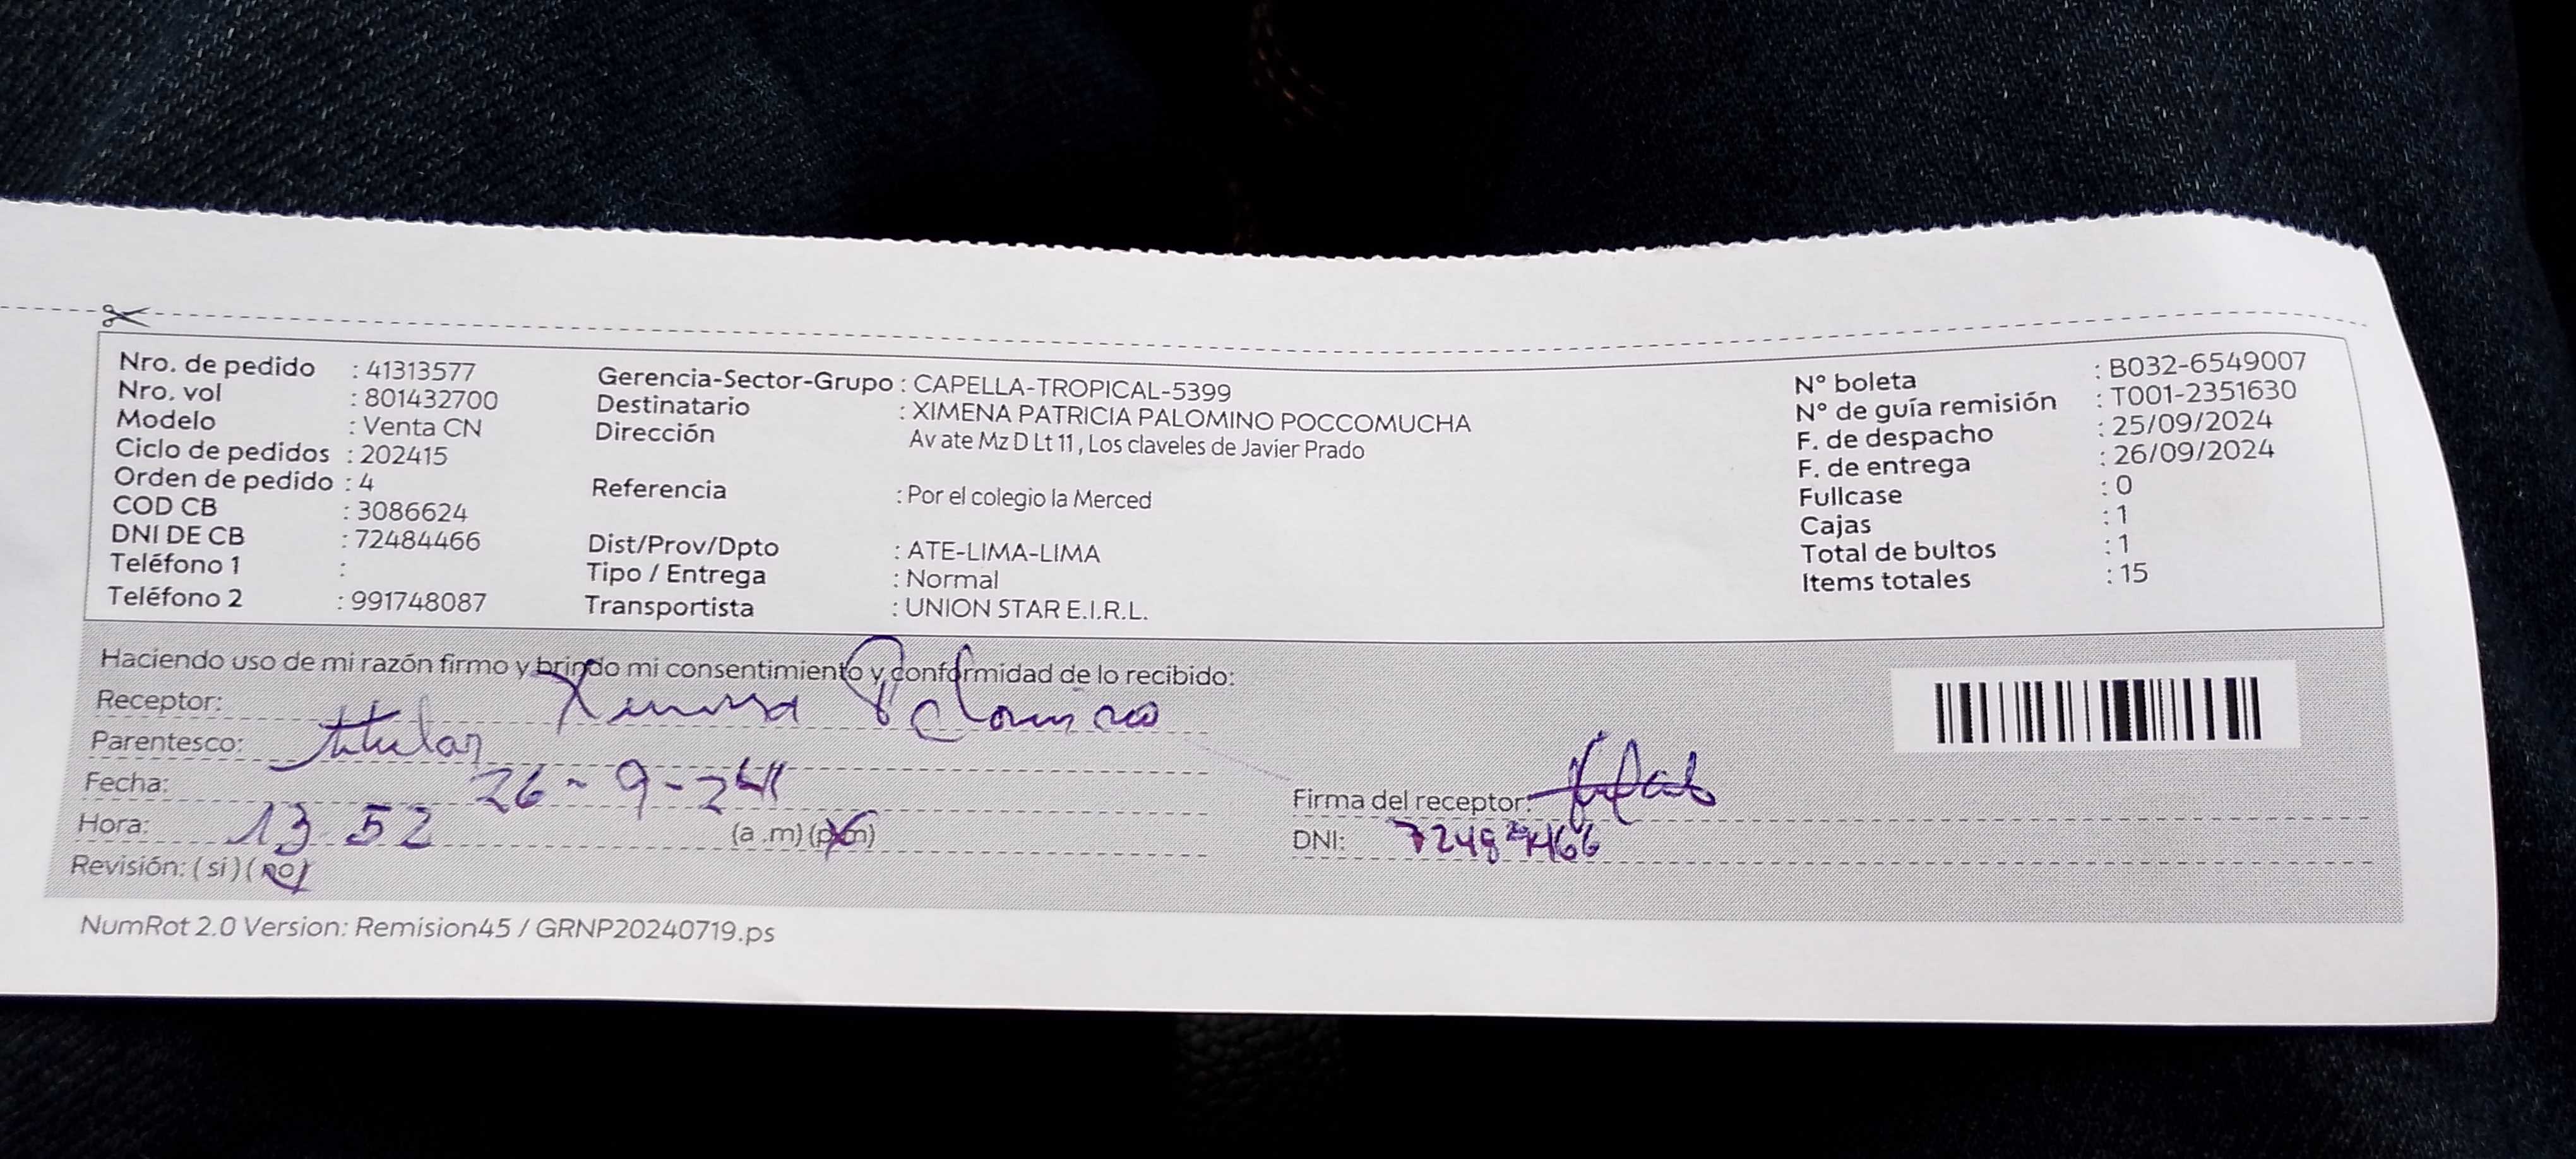 Nro. de pedido : 41313577
Nro. vol : 801432700
Modelo : Venta CN
Ciclo de pedidos : 202415
Orden de pedido : 4
COD CB : 3086624
DNI DE CB : 72484466
Teléfono 1 :
Teléfono 2 : 991748087
Gerencia-Sector-Grupo : CAPELLA-TROPICAL-5399
Destinatario : XIMENA PATRICIA PALOMINO POCCOMUCHA
Dirección Av ate Mz D Lt 11 , Los claveles de Javier Prado
Referencia : Por el colegio la Merced
Dist/Prov/Dpto : ATE-LIMA-LIMA
Tipo / Entrega : Normal
Transportista : UNION STAR E.I.R.L.
N° boleta : B032-6549007
N° de guía remisión : T001-2351630
F. de despacho : 25/09/2024
F. de entrega : 26/09/2024
Fullcase : 0
Cajas : 1
Total de bultos : 1
Items totales : 15
Haciendo uso de mi razón firmo y brindo mi consentimiento y conformidad de lo recibido:
Receptor: Ximena Palomino
Parentesco: titular
Fecha: 26-9-24
Hora: 13 52 (a .m) (p.m)
Revisión: ( si ) ( no )
Firma del receptor:
DNI: 72484466
NumRot 2.0 Version: Remision45 / GRNP20240719.ps